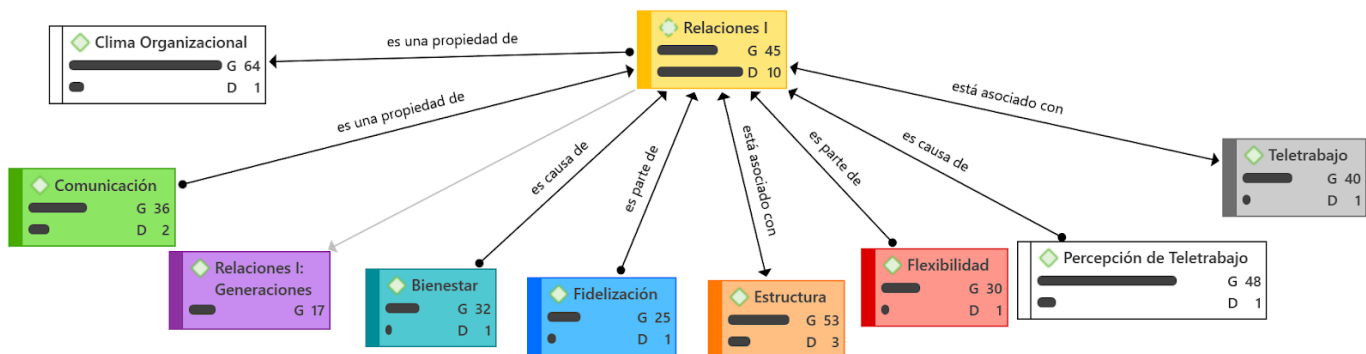 Clima Organizacional
G 64
D 1
es una propiedad de
Relaciones I
G 45
D 10
es una propiedad de
está asociado con
Comunicación
G 36
D 2
Relaciones I:
Generaciones
G 17
es causa de
Bienestar
G 32
D 1
es parte de
Fidelización
G 25
D 1
está asociado con
Estructura
G 53
D 3
es parte de
Flexibilidad
G 30
D 1
es causa de
Percepción de Teletrabajo
G 48
D 1
Teletrabajo
G 40
D 1